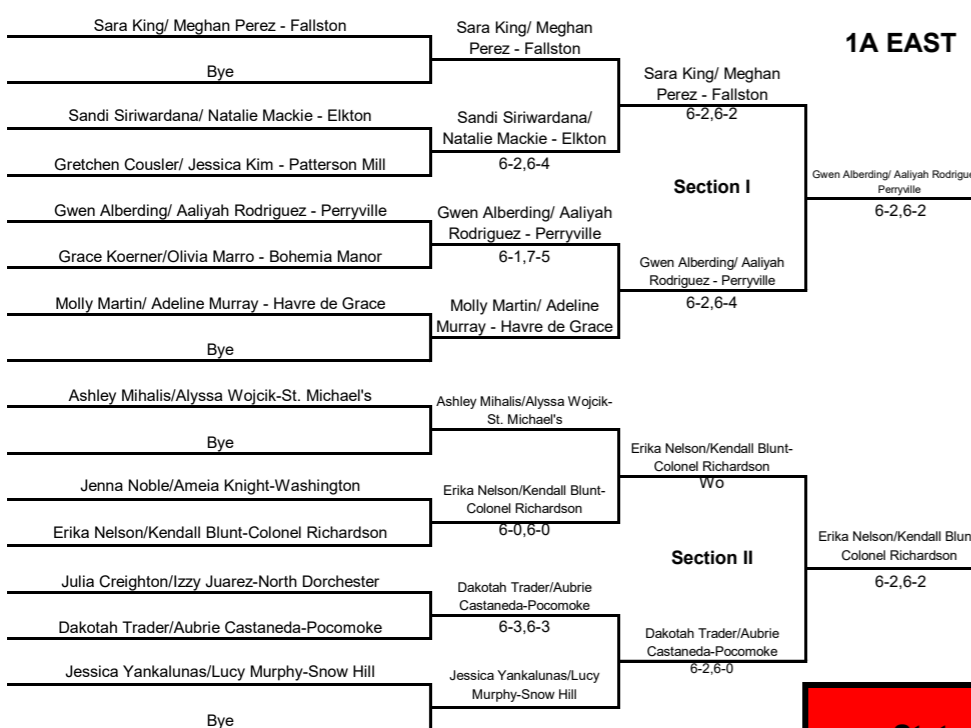 Sara King/ Meghan Perez - Fallston
Bye
Sandi Siriwardana/ Natalie Mackie - Elkton
Gretchen Cousler/ Jessica Kim - Patterson Mill
Gwen Alberding/ Aaliyah Rodriguez - Perryville
Grace Koerner/Olivia Marro - Bohemia Manor
Molly Martin/ Adeline Murray - Havre de Grace
Bye
Ashley Mihalis/Alyssa Wojcik-St. Michael's
Bye
Jenna Noble/Ameia Knight-Washington
Erika Nelson/Kendall Blunt-Colonel Richardson
Julia Creighton/Izzy Juarez-North Dorchester
Dakotah Trader/Aubrie Castaneda-Pocomoke
Jessica Yankalunas/Lucy Murphy-Snow Hill
Bye
Sara King/ Meghan
Perez - Fallston
Sandi Siriwardana/
Natalie Mackie - Elkton
6-2,6-4
Gwen Alberding/ Aaliyah
Rodriguez - Perryville
6-1,7-5
Molly Martin/ Adeline
Murray - Havre de Grace
Ashley Mihalis/Alyssa Wojcik-
St. Michael's
Erika Nelson/Kendall Blunt-
Colonel Richardson
6-0,6-0
Dakotah Trader/Aubrie
Castaneda-Pocomoke
6-3,6-3
Jessica Yankalunas/Lucy
Murphy-Snow Hill
Sara King/ Meghan
Perez - Fallston
6-2,6-2
Section I
Gwen Alberding/ Aaliyah
Rodriguez - Perryville
6-2,6-4
Erika Nelson/Kendall Blunt-
Colonel Richardson
Wo
Section II
Dakotah Trader/Aubrie
Castaneda-Pocomoke
6-2,6-0
1A EAST
Gwen Alberding/ Aaliyah
Perryville
6-2,6-2
Erika Nelson/Kendall
Colonel Richardson
6-2,6-2